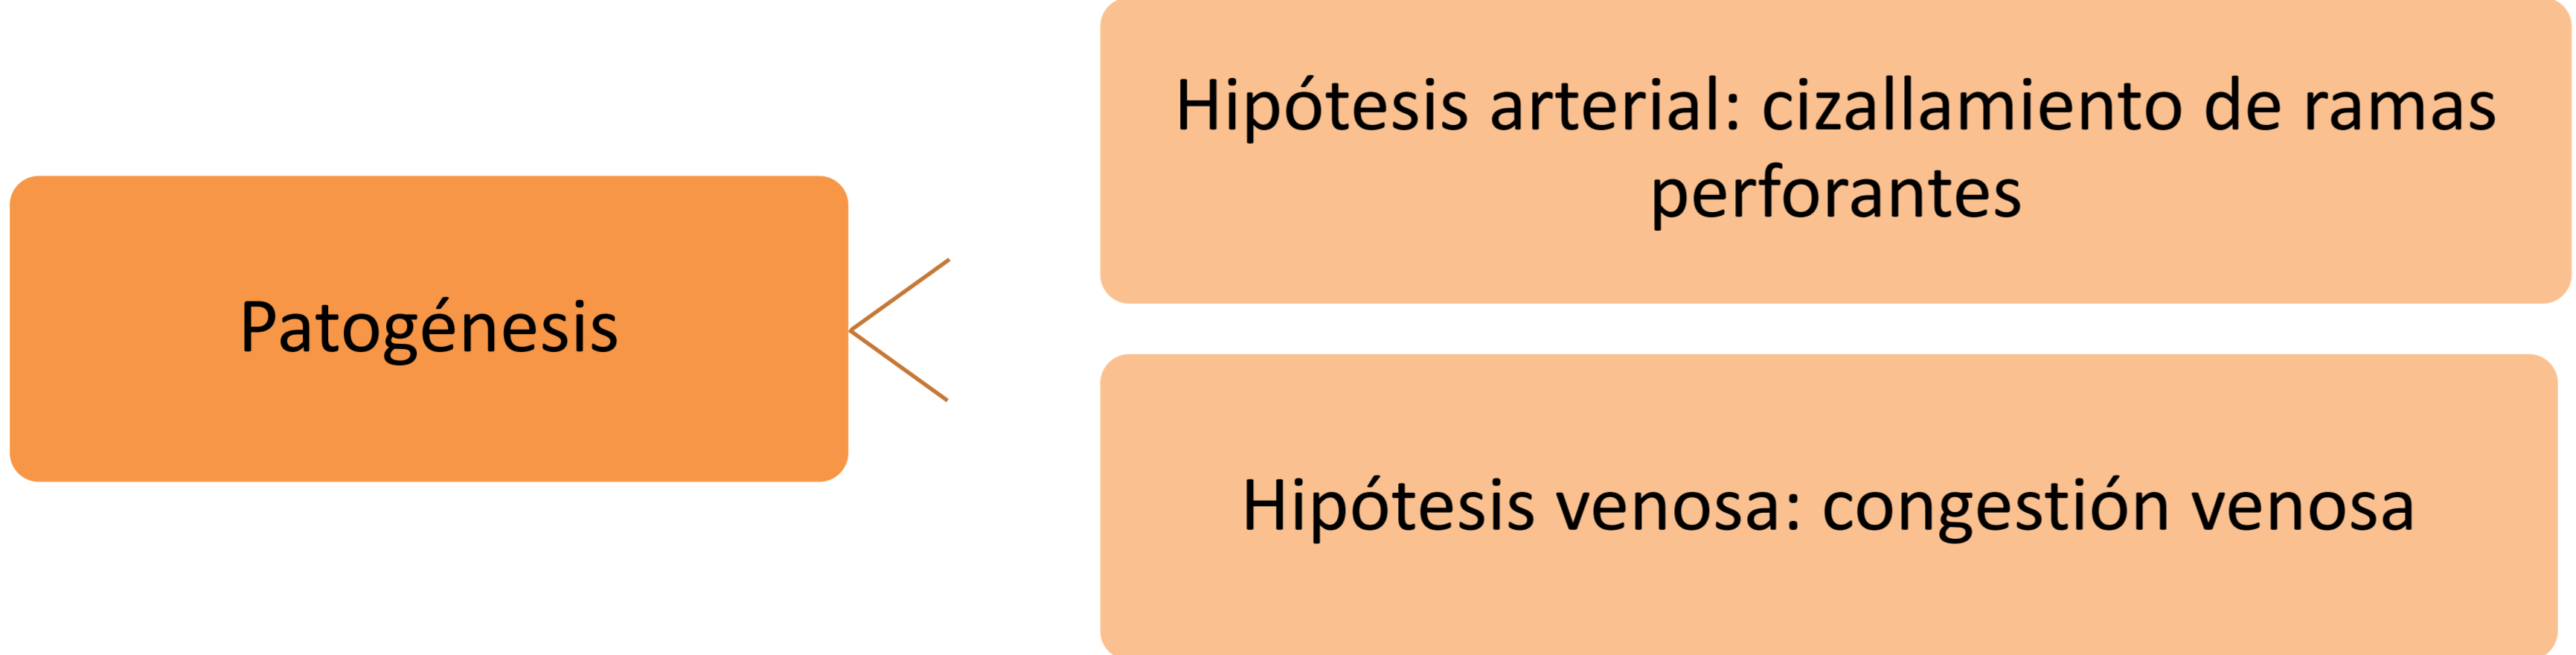 Patogénesis
Hipótesis arterial: cizallamiento de ramas
perforantes
Hipótesis venosa: congestión venosa